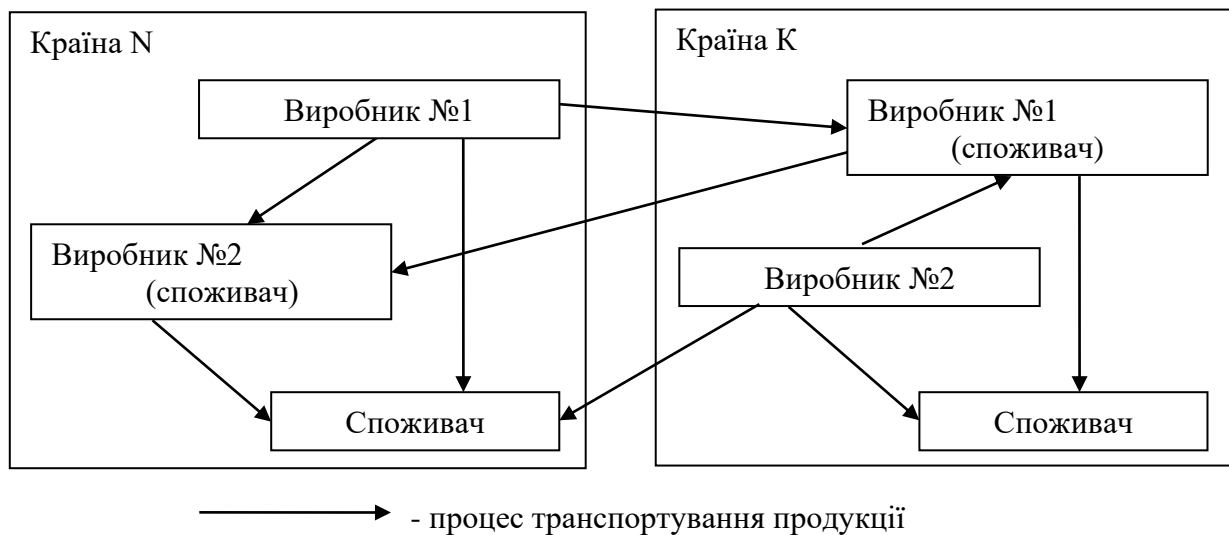 Країна N
Виробник №1
Виробник №2
(споживач)
Споживач
Країна К
Виробник №1
(споживач)
Виробник №2
Споживач
- процес транспортування продукції